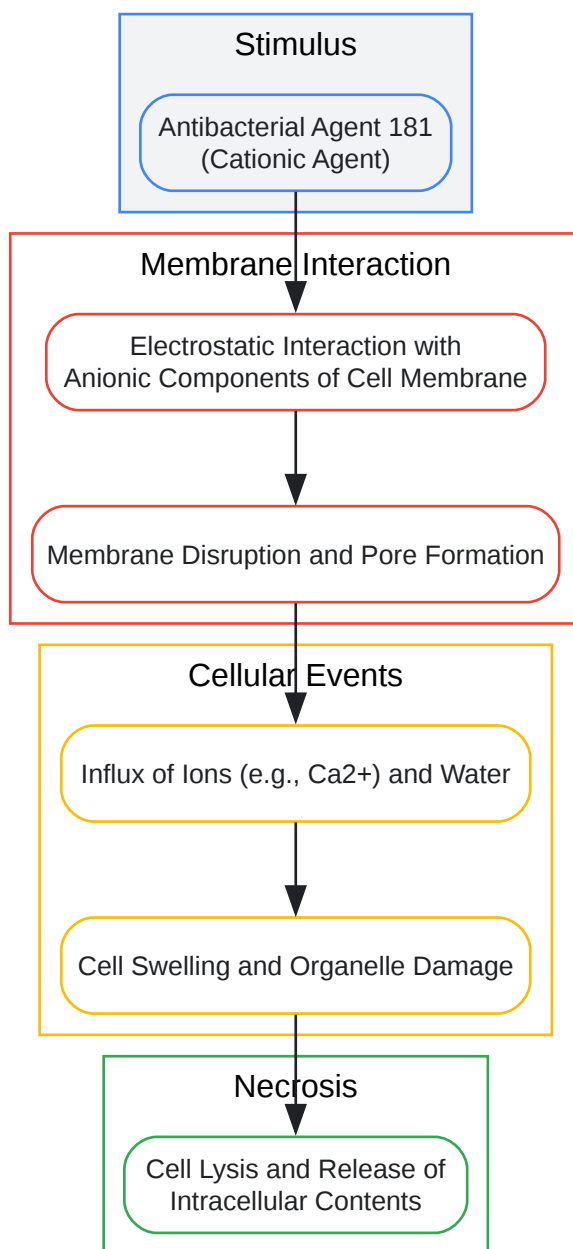 Stimulus
Antibacterial Agent 181
(Cationic Agent)
Membrane Interaction
Electrostatic Interaction with
Anionic Components of Cell Membrane
Membrane Disruption and Pore Formation
Cellular Events
Influx of Ions (e.g., Ca2+) and Water
Cell Swelling and Organelle Damage
Necrosis
Cell Lysis and Release of
Intracellular Contents